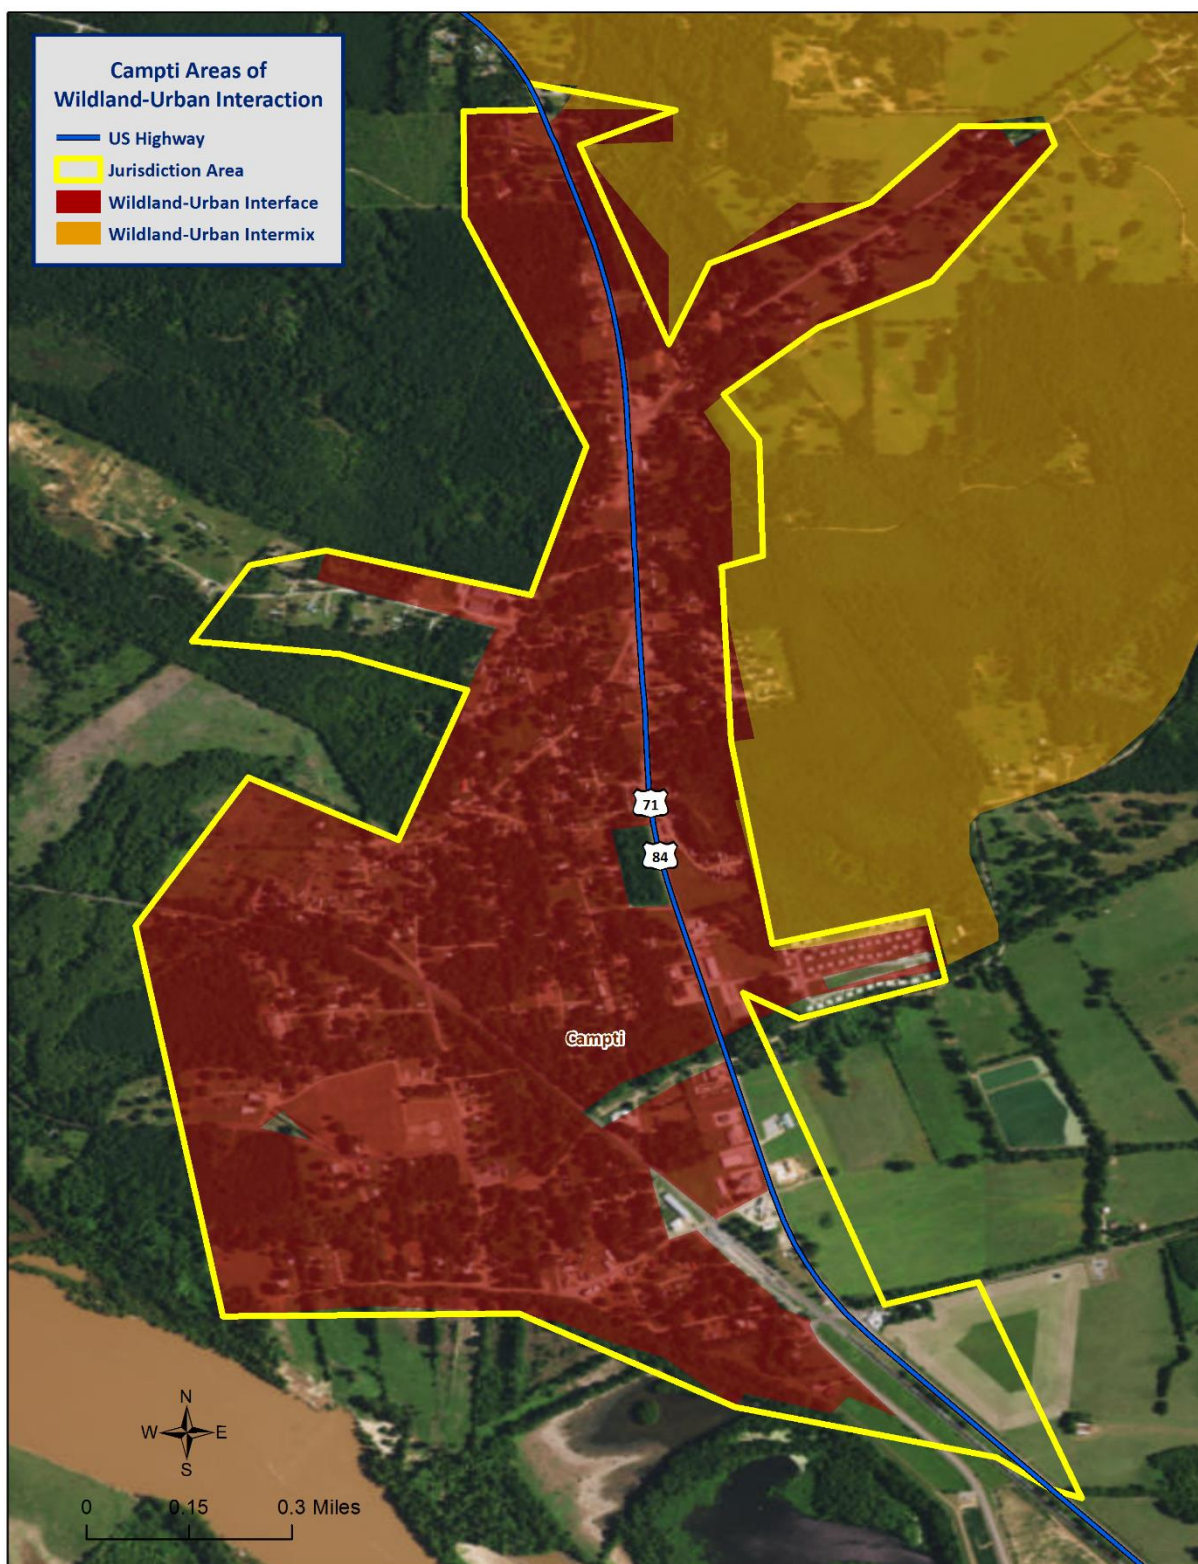 Campti Areas of
Wildland-Urban Interaction
US Highway
Jurisdiction Area
Wildland-Urban Interface
Wildland-Urban Intermix
71
84
Campti
N
W E
S
0 0.15 0.3 Miles